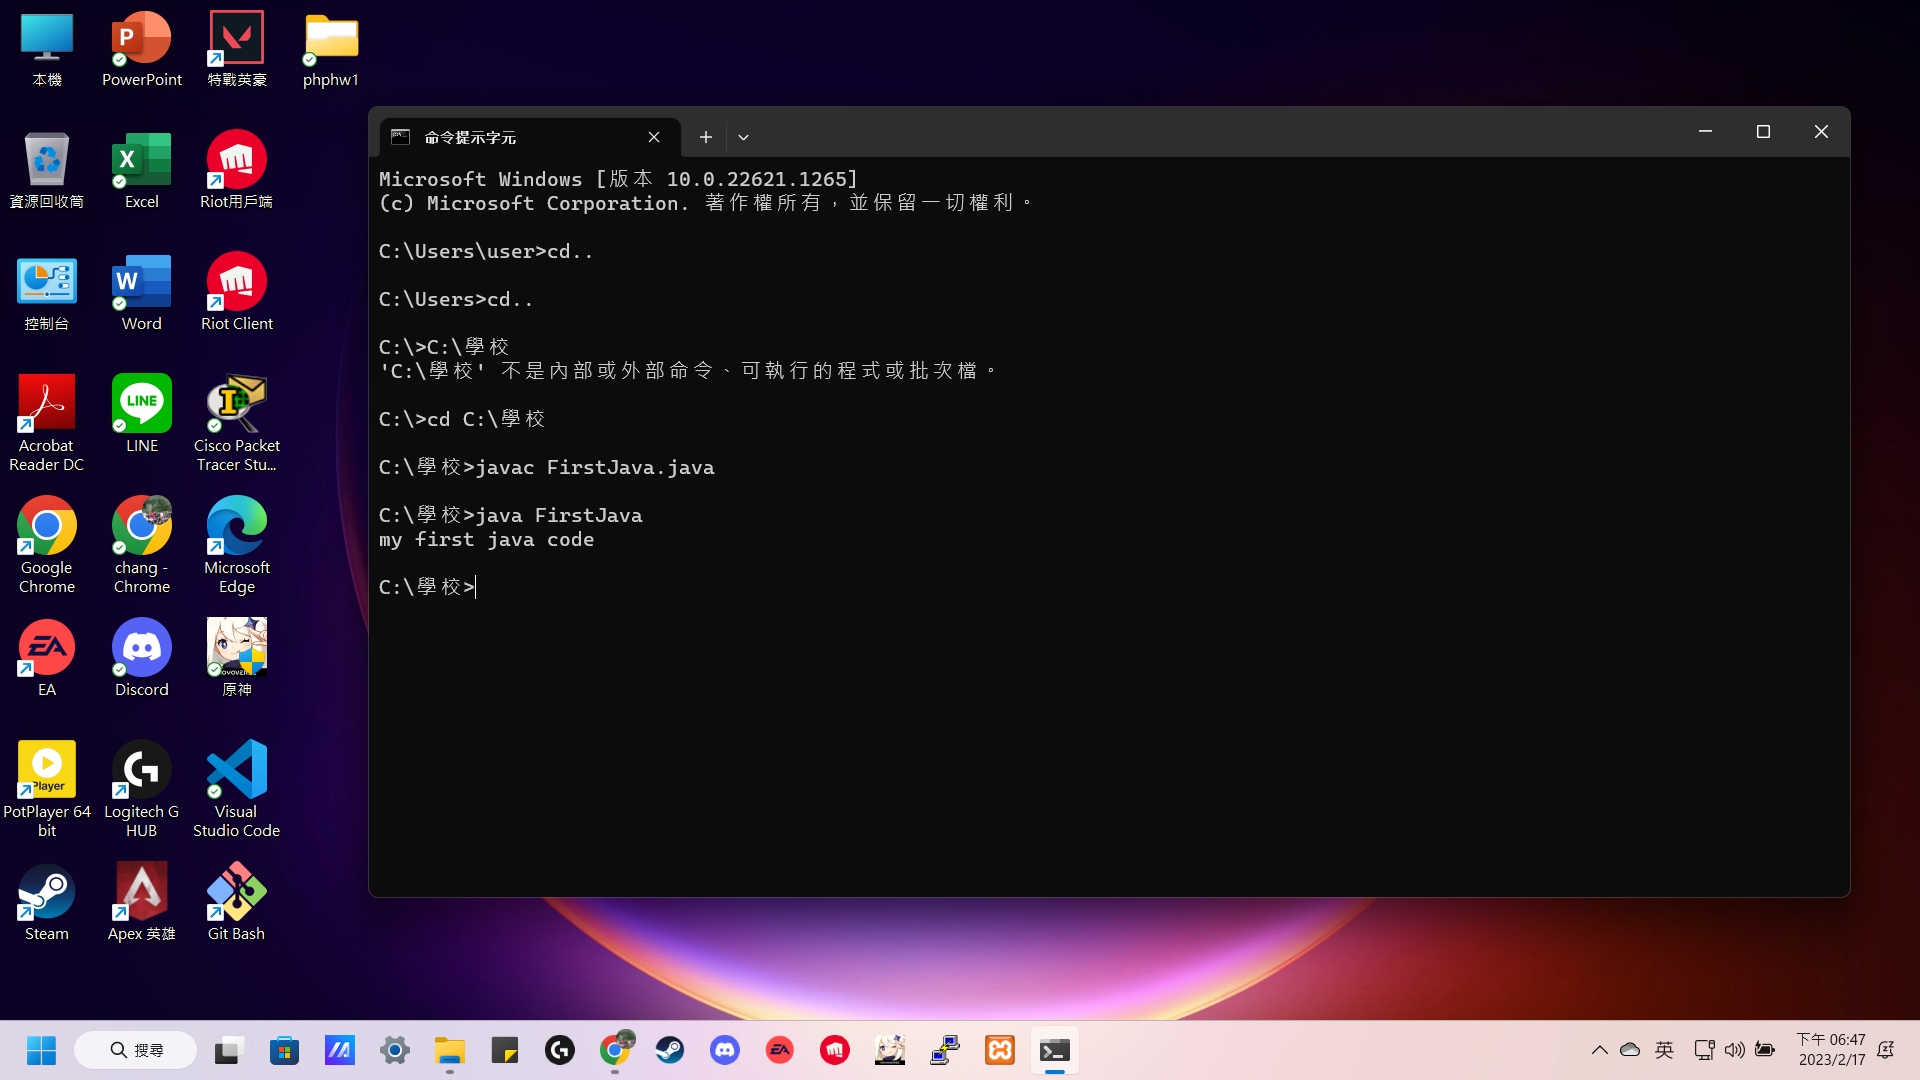 本機
PowerPoint
特戰英豪
phphw1
資源回收筒
Excel
Riot用戶端
控制台
Word
Riot Client
Acrobat
Reader DC
LINE
LINE
Cisco Packet
Tracer Stu...
Google
Chrome
chang -
Chrome
Microsoft
Edge
EA
EA
Discord
原神
Player
PotPlayer 64
bit
Logitech G
HUB
Visual
Studio Code
Steam
Apex 英雄
Git Bash
命令提示字元
Microsoft Windows [版本 10.0.22621.1265]
(c) Microsoft Corporation. 著作權所有，並保留一切權利。
C:\Users\user>cd..
C:\Users>cd..
C:\>C:\學校
'C:\學校' 不是內部或外部命令、可執行的程式或批次檔。
C:\>cd C:\學校
C:\學校>javac FirstJava.java
C:\學校>java FirstJava
my first java code
C:\學校>
搜尋
英
下午 06:47
2023/2/17